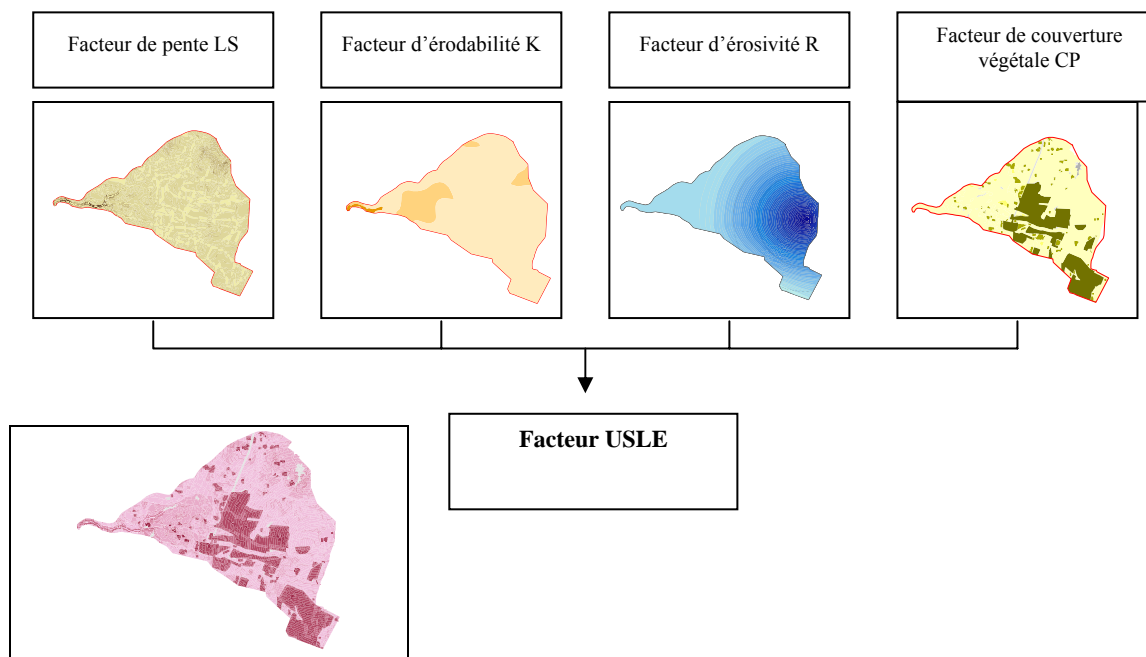 Facteur de pente LS
Facteur d'érodabilité K
Facteur d'érosivité R
Facteur de couverture
végétale CP
Facteur USLE